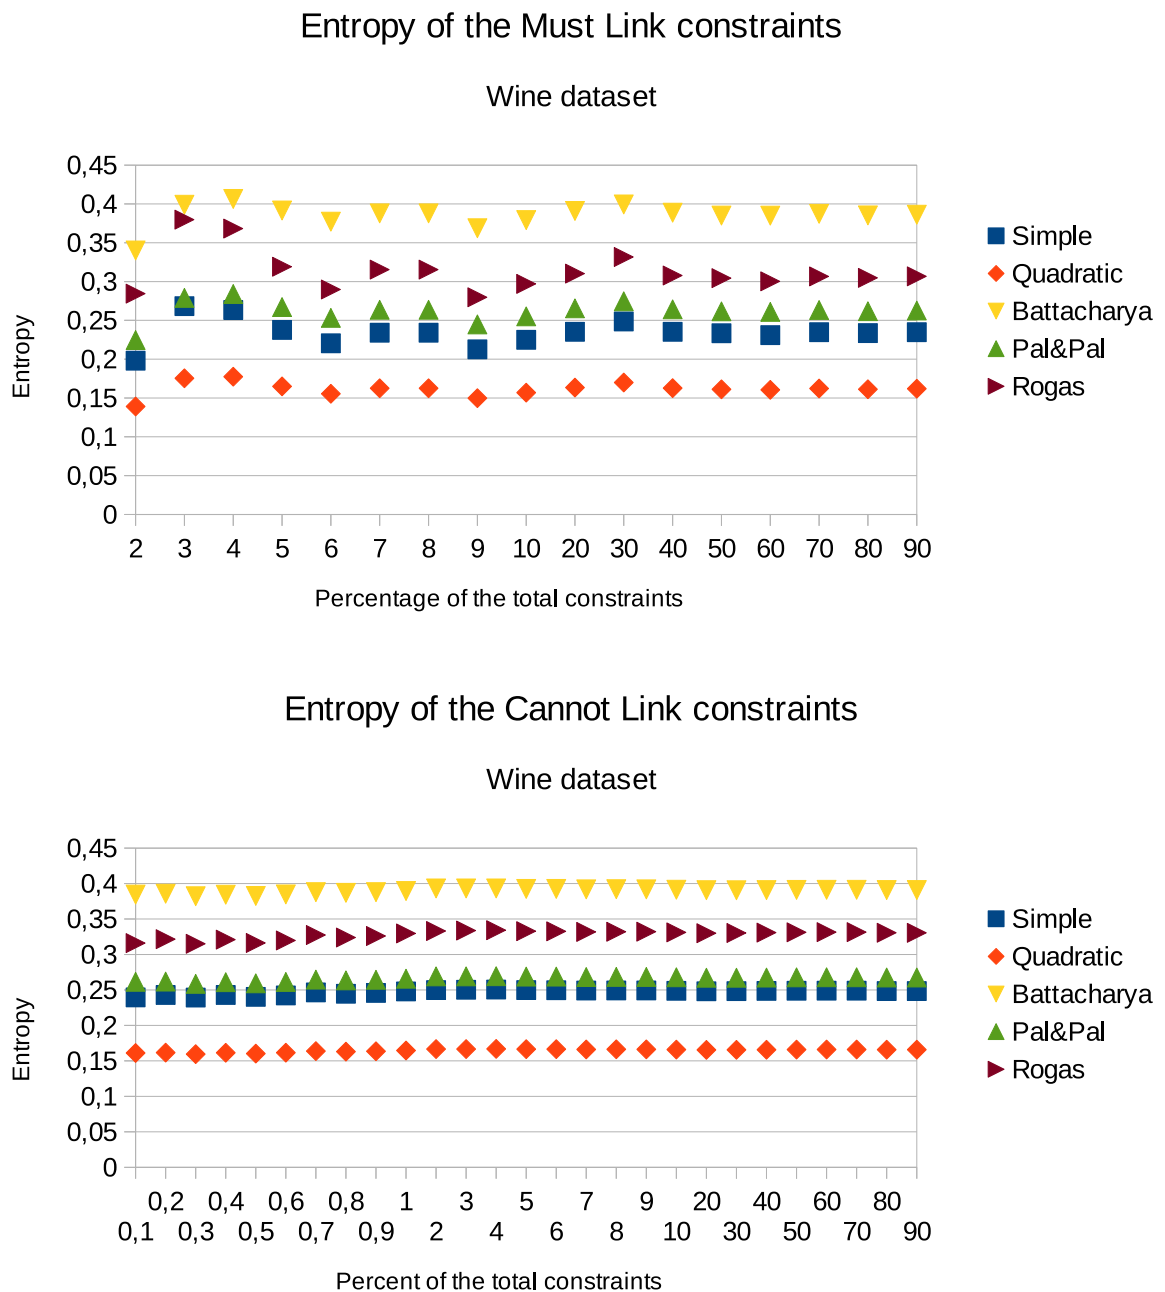 Entropy of the Must Link constraints
Wine dataset
0,45
0,4
0,35
0,3
0,25
0,2
0,15
0,1
0,05
0
Entropy
2 3 4 5 6 7 8 9 10 20 30 40 50 60 70 80 90
Percentage of the total constraints
Simple
Quadratic
Battacharya
Pal&Pal
Rogas
Entropy of the Cannot Link constraints
Wine dataset
0,45
0,4
0,35
0,3
0,25
0,2
0,15
0,1
0,05
0
Entropy
0,2 0,4 0,6 0,8 1 3 5 7 9 20 40 60 80
0,1 0,3 0,5 0,7 0,9 2 4 6 8 10 30 50 70 90
Percent of the total constraints
Simple
Quadratic
Battacharya
Pal&Pal
Rogas